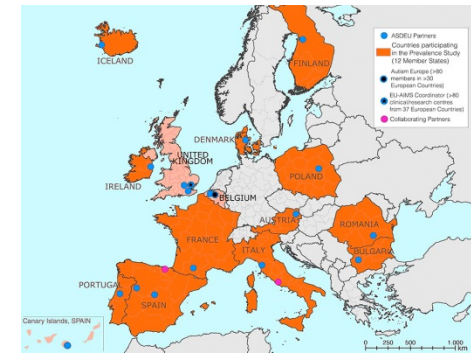 ASDEU Partners
Countries participating
in the Prevalence Study
(12 Member States)
Autism Europe (>80
members in >30
European Countries)
EU-AIMS Coordinator (>80
clinical/research centres
from 37 European Countries)
Collaborating Partners
ICELAND
FINLAND
DENMARK
UNITED
KINGDOM
IRELAND
POLAND
BELGIUM
AUSTRIA
FRANCE
ROMANIA
ITALY
BULGARIA
PORTUGAL
SPAIN
Canary Islands, SPAIN
0 500 1.000
km